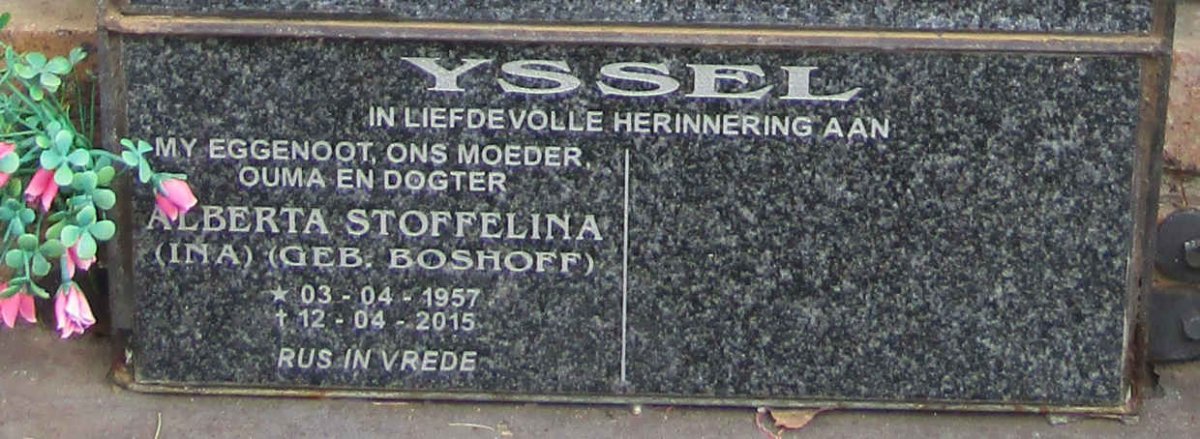 YSSEL
IN LIEFDEVOLLE HERINNERING AAN
MY EGGENOOT, ONS MOEDER,
OUMA EN DOGTER
ALBERTA STOFFELINA
(INA) (GEB. BOSHOFF)
★ 03 - 04 - 1957
† 12 - 04 - 2015
RUS IN VREDE